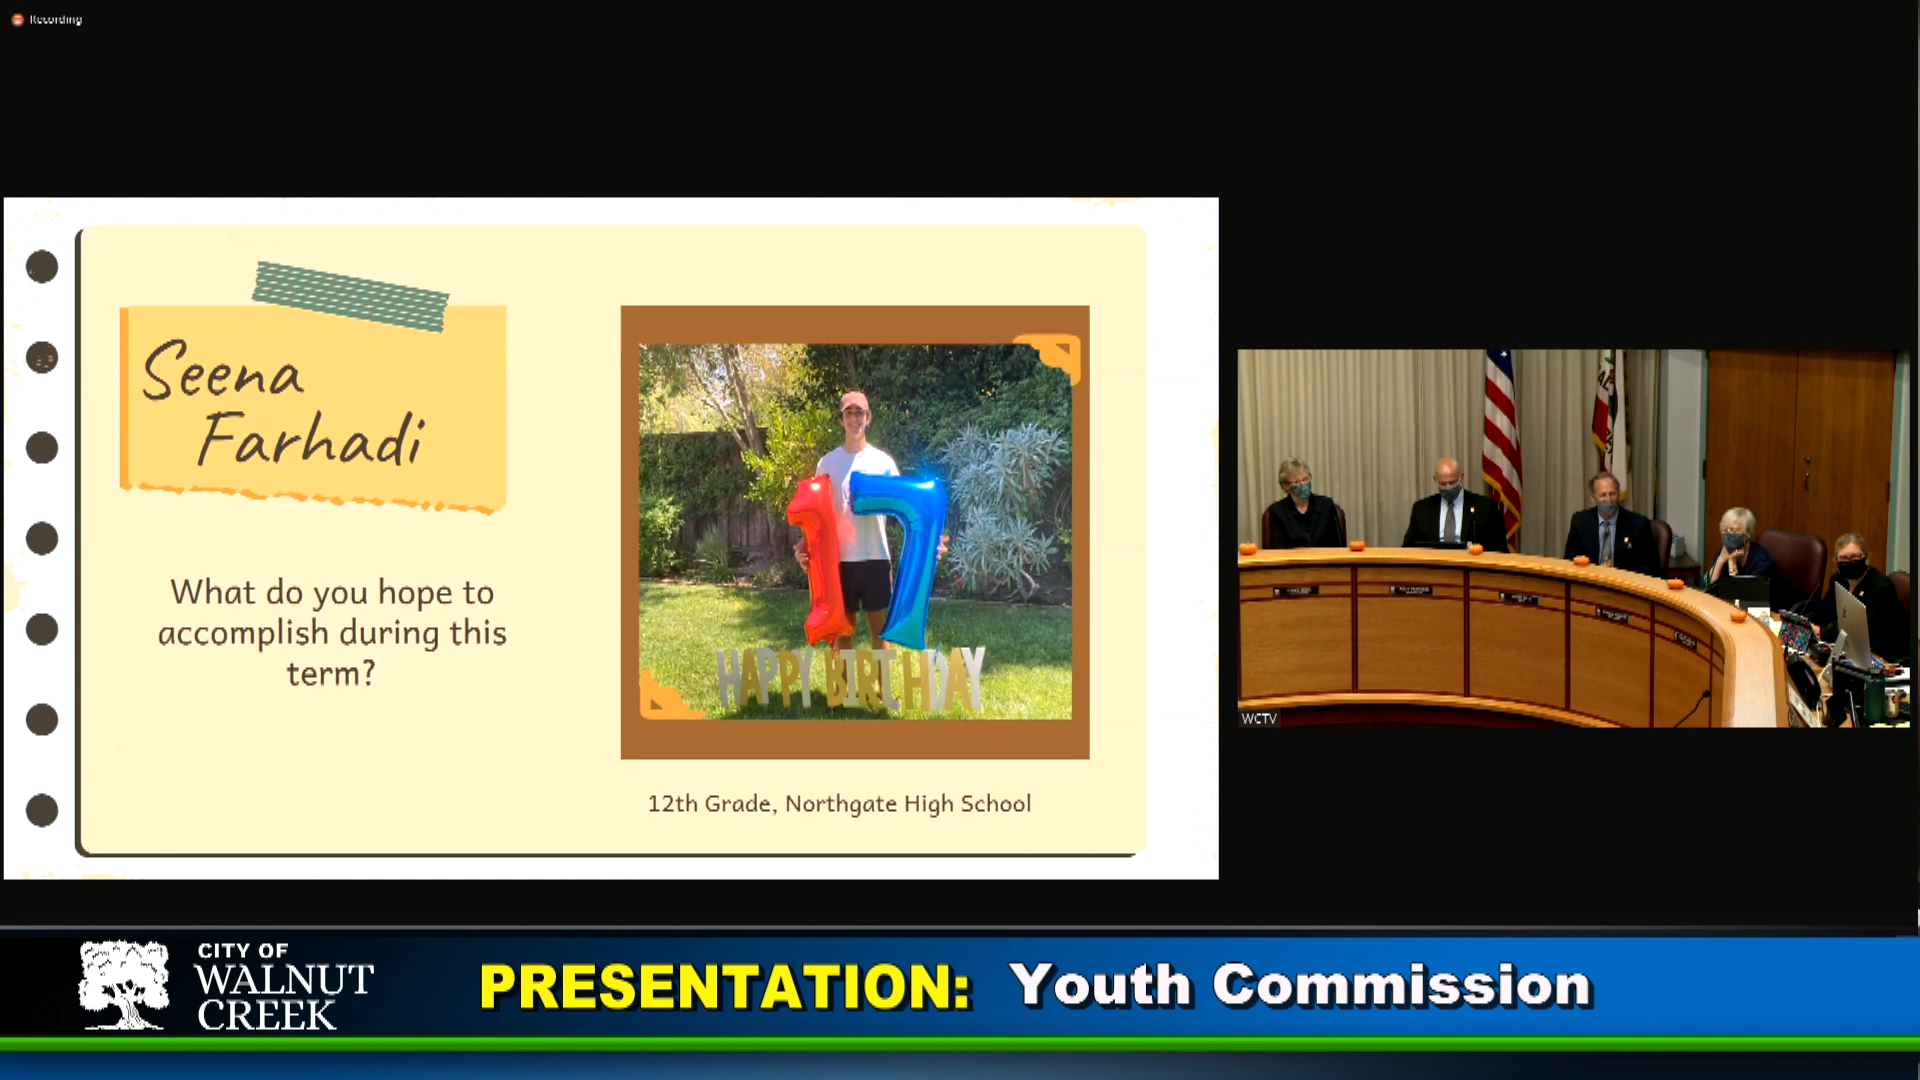 Recording
Seena
Farhadi
What do you hope to
accomplish during this
term?
17
HAPPY BIRTHDAY
12th Grade, Northgate High School
WCTV
CITY OF
WALNUT
CREEK
PRESENTATION: Youth Commission